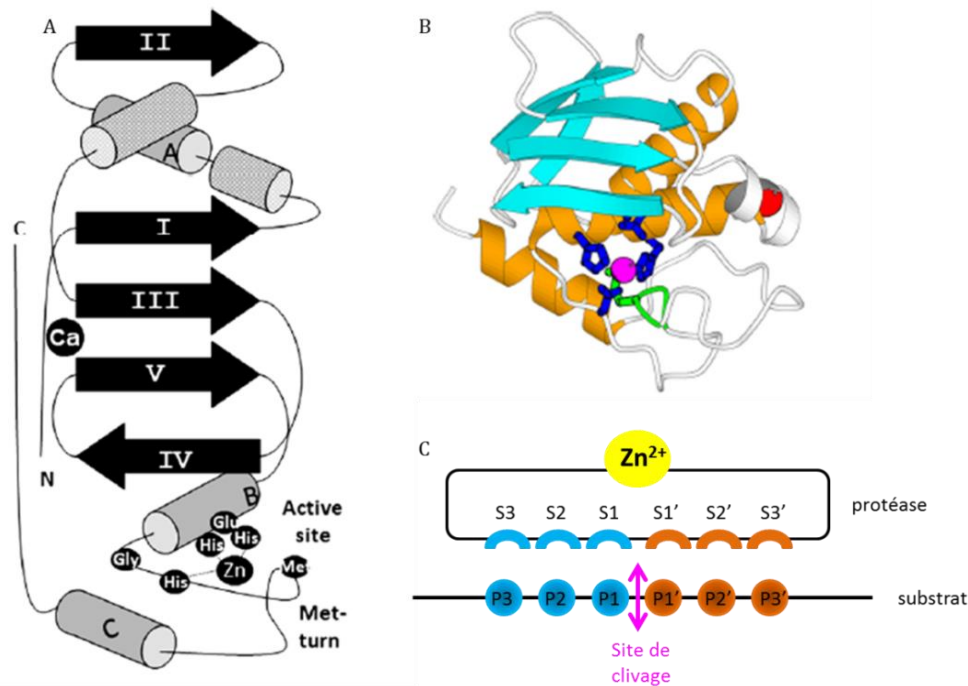 A
II
A
C
I
III
Ca
V
IV
N
B
Active
site
Glu
His
His
Gly
His
Zn
Met
Met-
turn
C
B
C
Zn2+
S3 S2 S1 S1′ S2′ S3′
protéase
P3 P2 P1 P1′ P2′ P3′
substrat
Site de
clivage